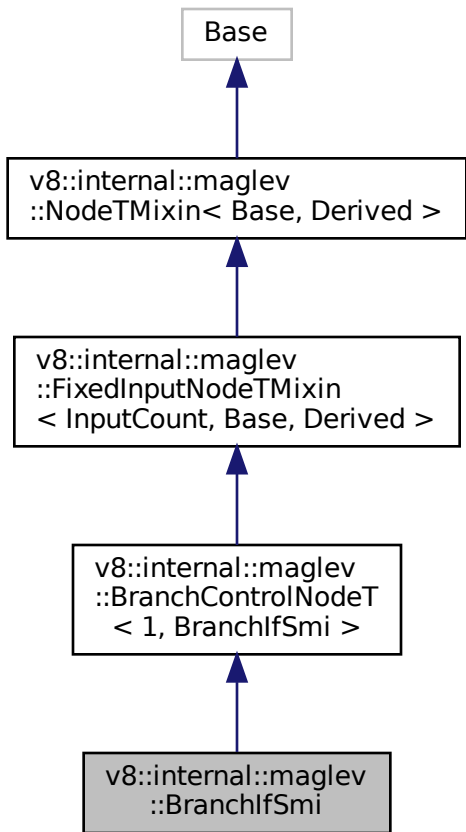 Base
v8::internal::maglev
::NodeTMixin< Base, Derived >
v8::internal::maglev
::FixedInputNodeTMixin
< InputCount, Base, Derived >
v8::internal::maglev
::BranchControlNodeT
< 1, BranchIfSmi >
v8::internal::maglev
::BranchIfSmi